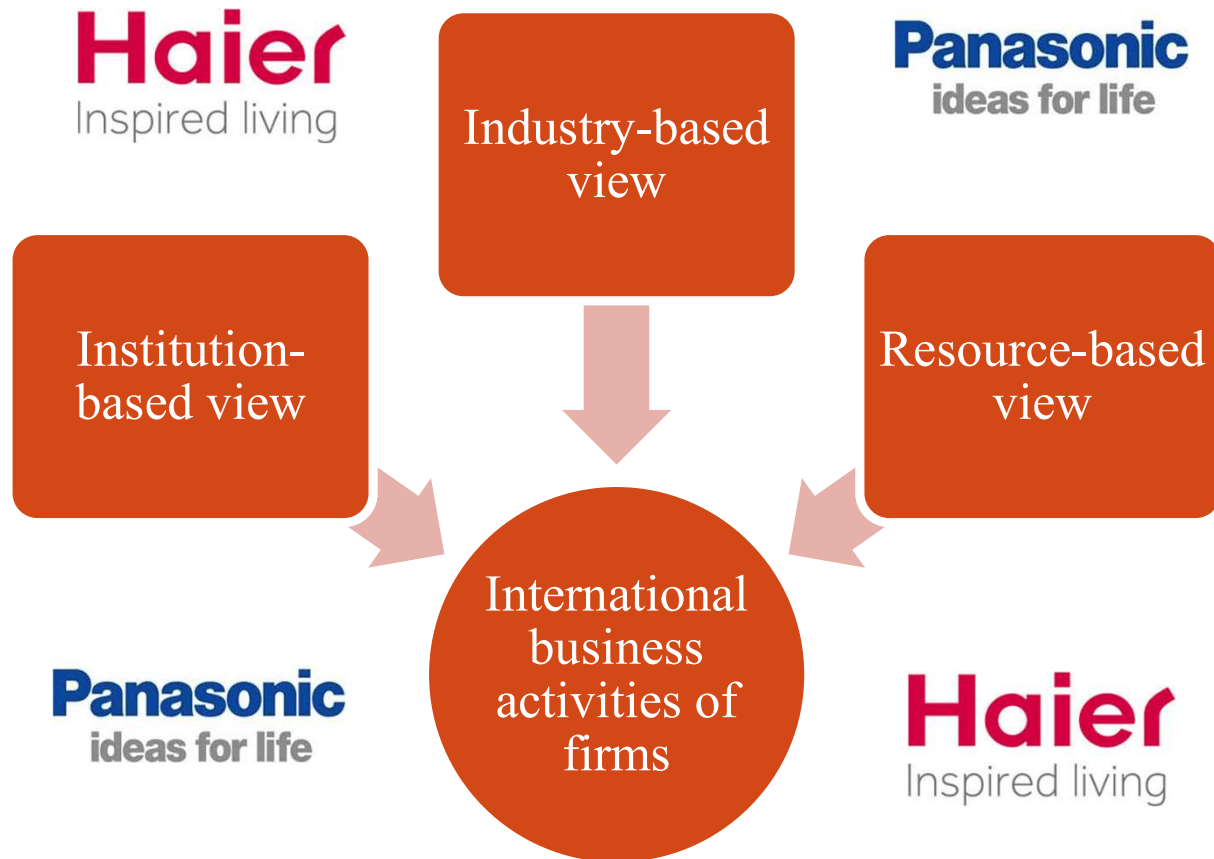 Haier
Inspired living
Industry-based
view
Panasonic
ideas for life
Institution-
based view
Resource-based
view
International
business
activities of
firms
Panasonic
ideas for life
Haier
Inspired living